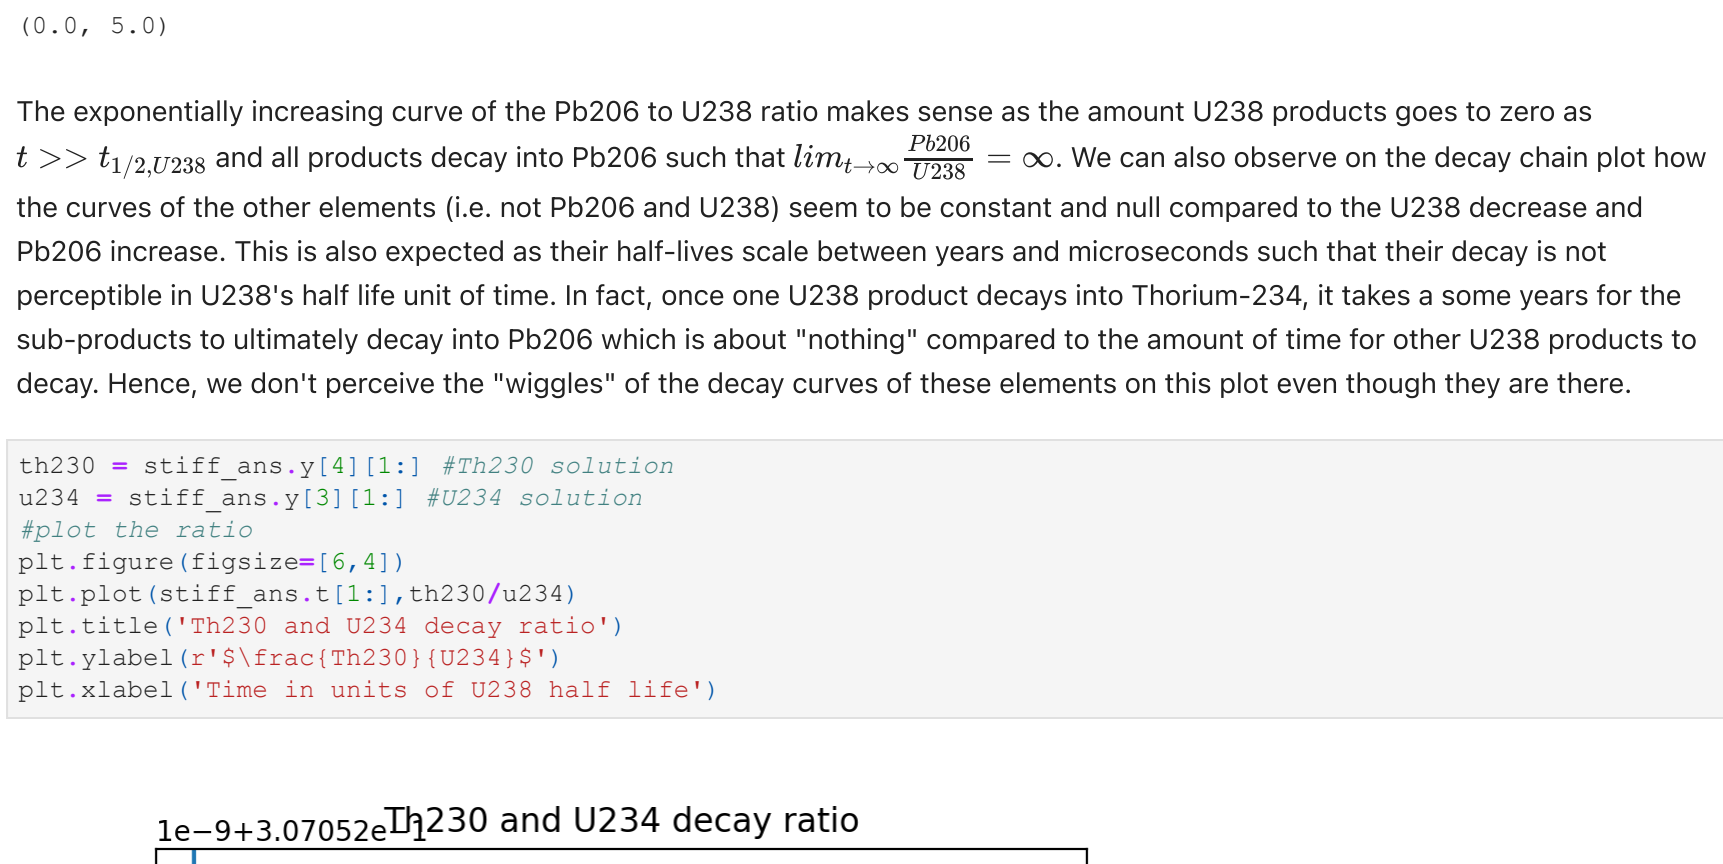 (0.0, 5.0)
The exponentially increasing curve of the Pb206 to U238 ratio makes sense as the amount U238 products goes to zero as
t >> t_{1/2,U238} and all products decay into Pb206 such that lim_{t→∞} \frac{Pb206}{U238} = ∞. We can also observe on the decay chain plot how
the curves of the other elements (i.e. not Pb206 and U238) seem to be constant and null compared to the U238 decrease and
Pb206 increase. This is also expected as their half-lives scale between years and microseconds such that their decay is not
perceptible in U238's half life unit of time. In fact, once one U238 product decays into Thorium-234, it takes a some years for the
sub-products to ultimately decay into Pb206 which is about "nothing" compared to the amount of time for other U238 products to
decay. Hence, we don't perceive the "wiggles" of the decay curves of these elements on this plot even though they are there.
th230 = stiff_ans.y[4][1:] #Th230 solution
u234 = stiff_ans.y[3][1:] #U234 solution
#plot the ratio
plt.figure(figsize=[6,4])
plt.plot(stiff_ans.t[1:],th230/u234)
plt.title('Th230 and U234 decay ratio')
plt.ylabel(r'$\frac{Th230}{U234}$')
plt.xlabel('Time in units of U238 half life')
Th230 and U234 decay ratio
1e−9+3.07052e−1